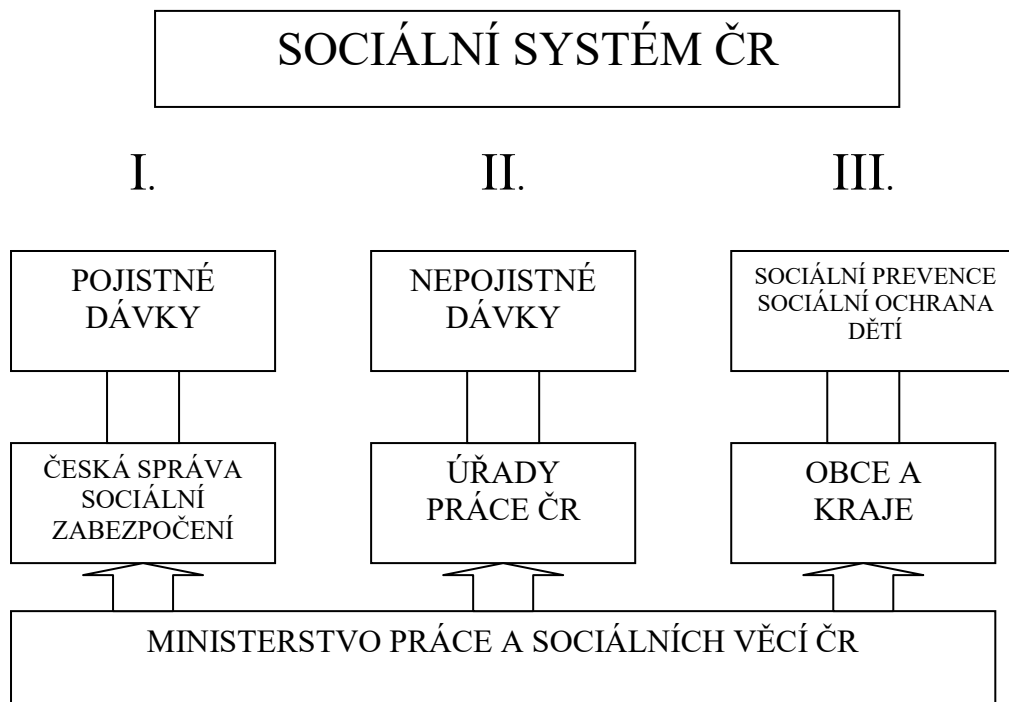 SOCIÁLNÍ SYSTÉM ČR
I.
II.
III.
POJISTNÉ
DÁVKY
NEPOJISTNÉ
DÁVKY
SOCIÁLNÍ PREVENCE
SOCIÁLNÍ OCHRANA
DĚTÍ
ČESKÁ SPRÁVA
SOCIÁLNÍ
ZABEZPOČENÍ
ÚŘADY
PRÁCE ČR
OBCE A
KRAJE
MINISTERSTVO PRÁCE A SOCIÁLNÍCH VĚCÍ ČR